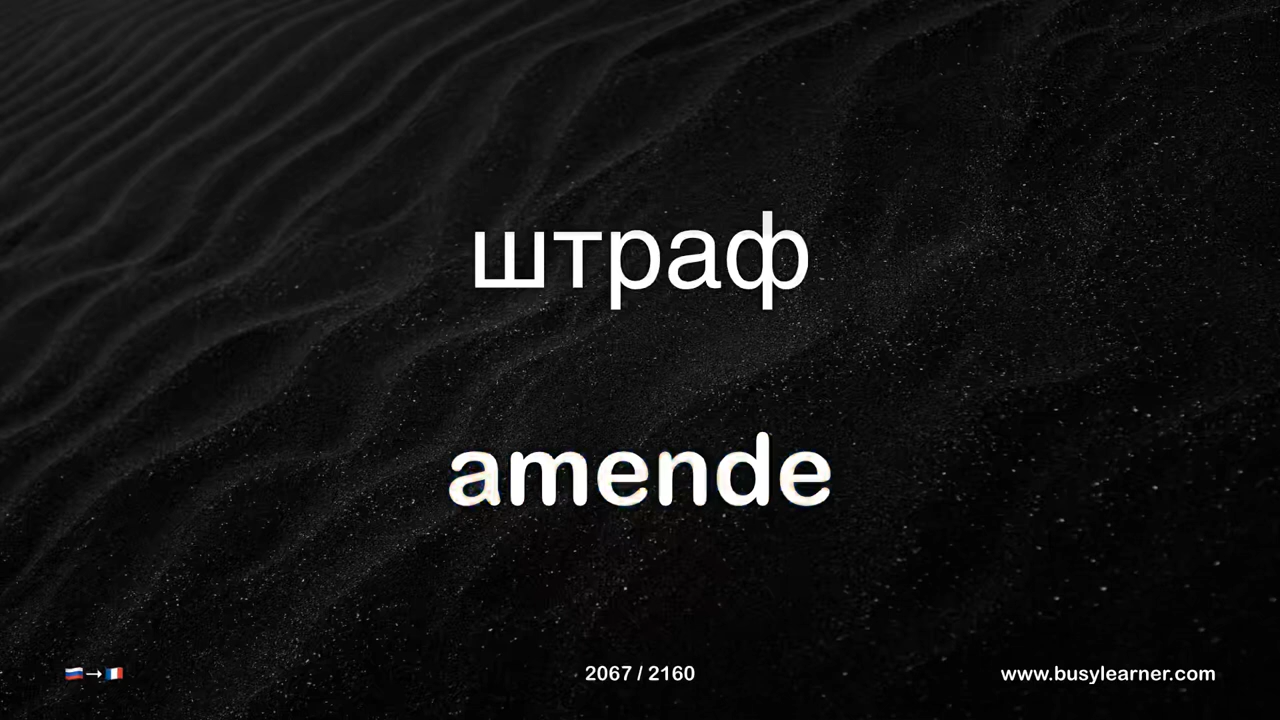 штраф
amende
🇷🇺→🇫🇷
2067 / 2160
www.busylearner.com